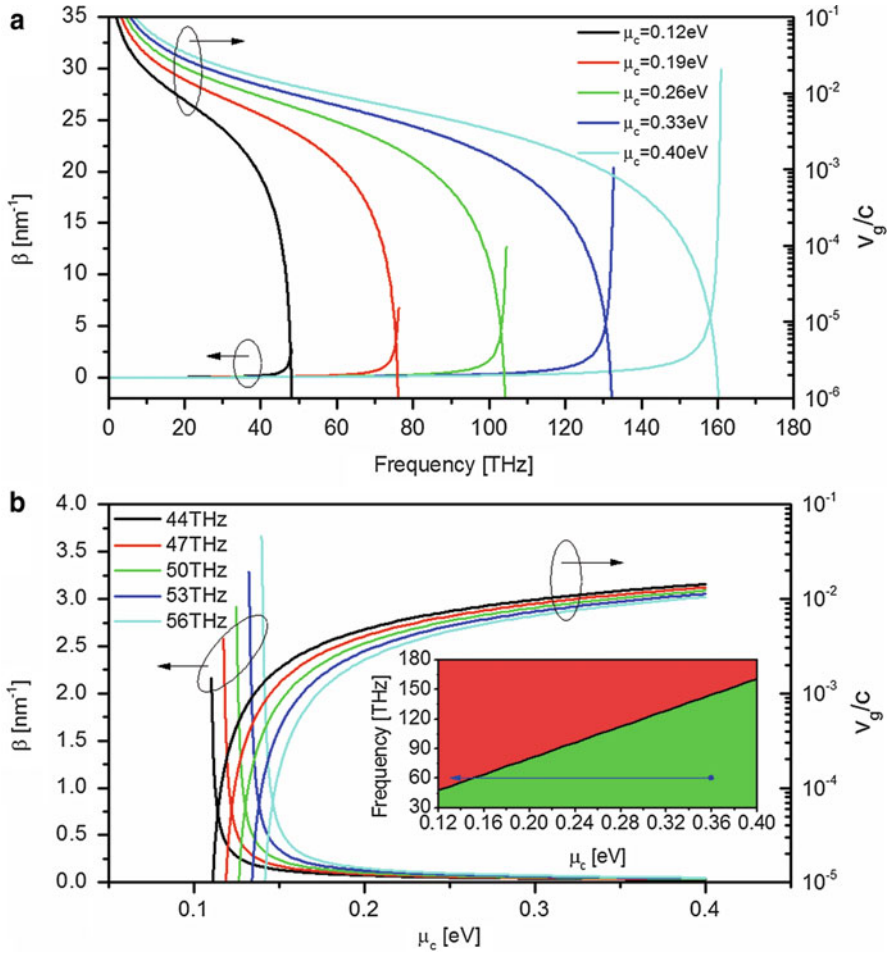 a
35
30
25
20
15
10
5
0
β [nm⁻¹]
μc=0.12eV
μc=0.19eV
μc=0.26eV
μc=0.33eV
μc=0.40eV
10⁻¹
10⁻²
10⁻³
10⁻⁴
10⁻⁵
10⁻⁶
vg/c
0 20 40 60 80 100 120 140 160 180
Frequency [THz]
b
4.0
3.5
3.0
2.5
2.0
1.5
1.0
0.5
0.0
β [nm⁻¹]
44THz
47THz
50THz
53THz
56THz
10⁻¹
10⁻²
10⁻³
10⁻⁴
10⁻⁵
vg/c
180
150
120
90
60
30
Frequency [THz]
0.12 0.16 0.20 0.24 0.28 0.32 0.36 0.40
μc [eV]
0.1 0.2 0.3 0.4
μc [eV]